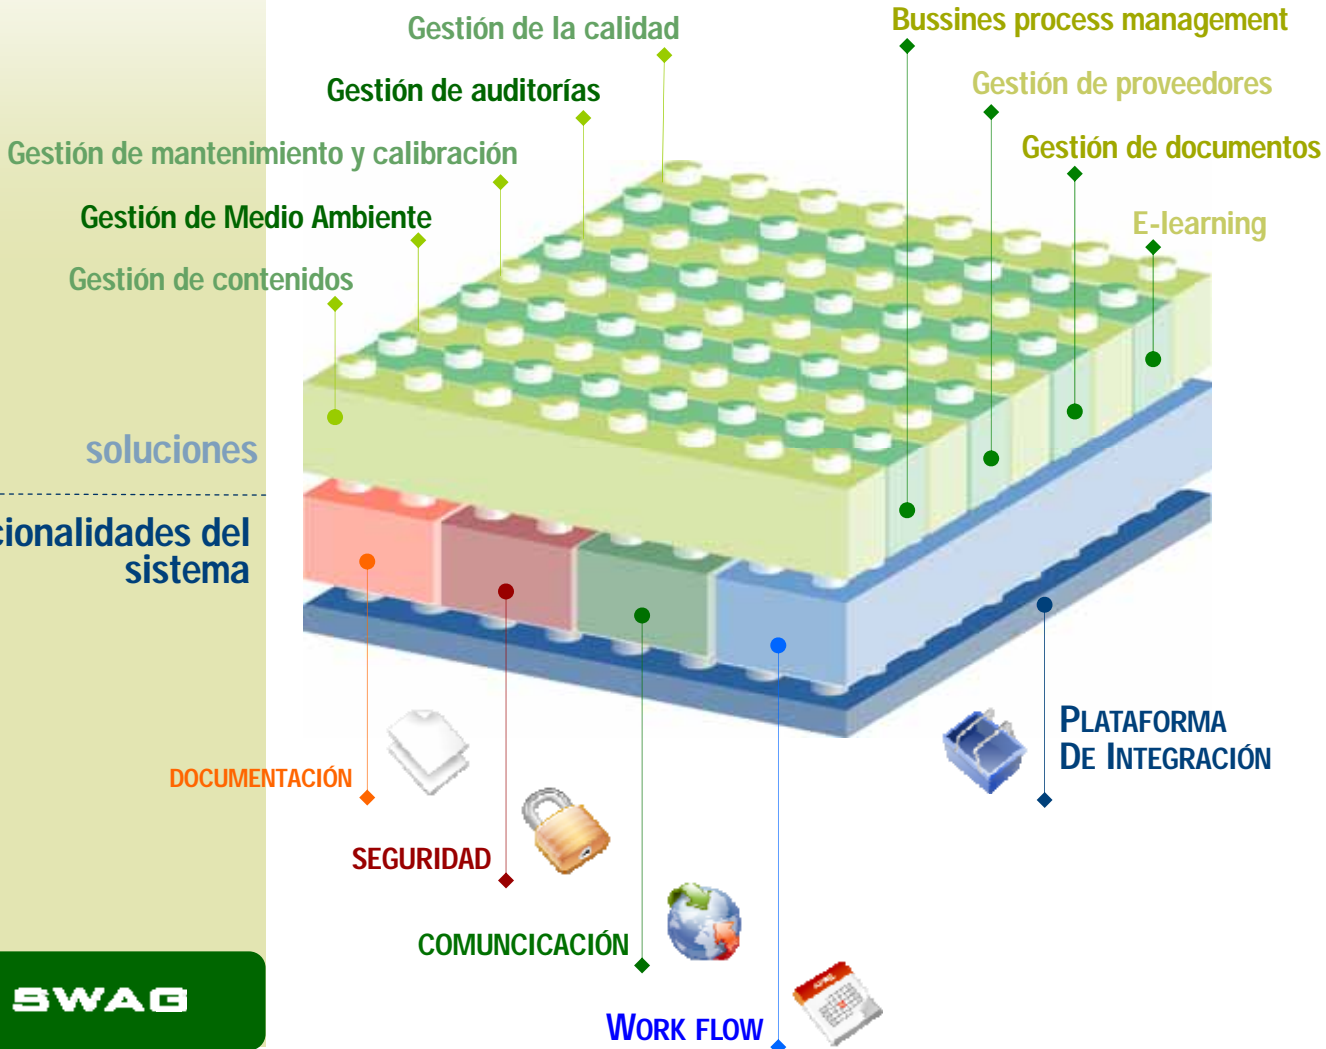 Gestión de la calidad
Bussines process management
Gestión de auditorías
Gestión de proveedores
Gestión de mantenimiento y calibración
Gestión de documentos
Gestión de Medio Ambiente
E-learning
Gestión de contenidos
soluciones
cionalidades del
sistema
PLATAFORMA
DE INTEGRACIÓN
DOCUMENTACIÓN
SEGURIDAD
COMUNCICACIÓN
APRIL
WORK FLOW
SWAG